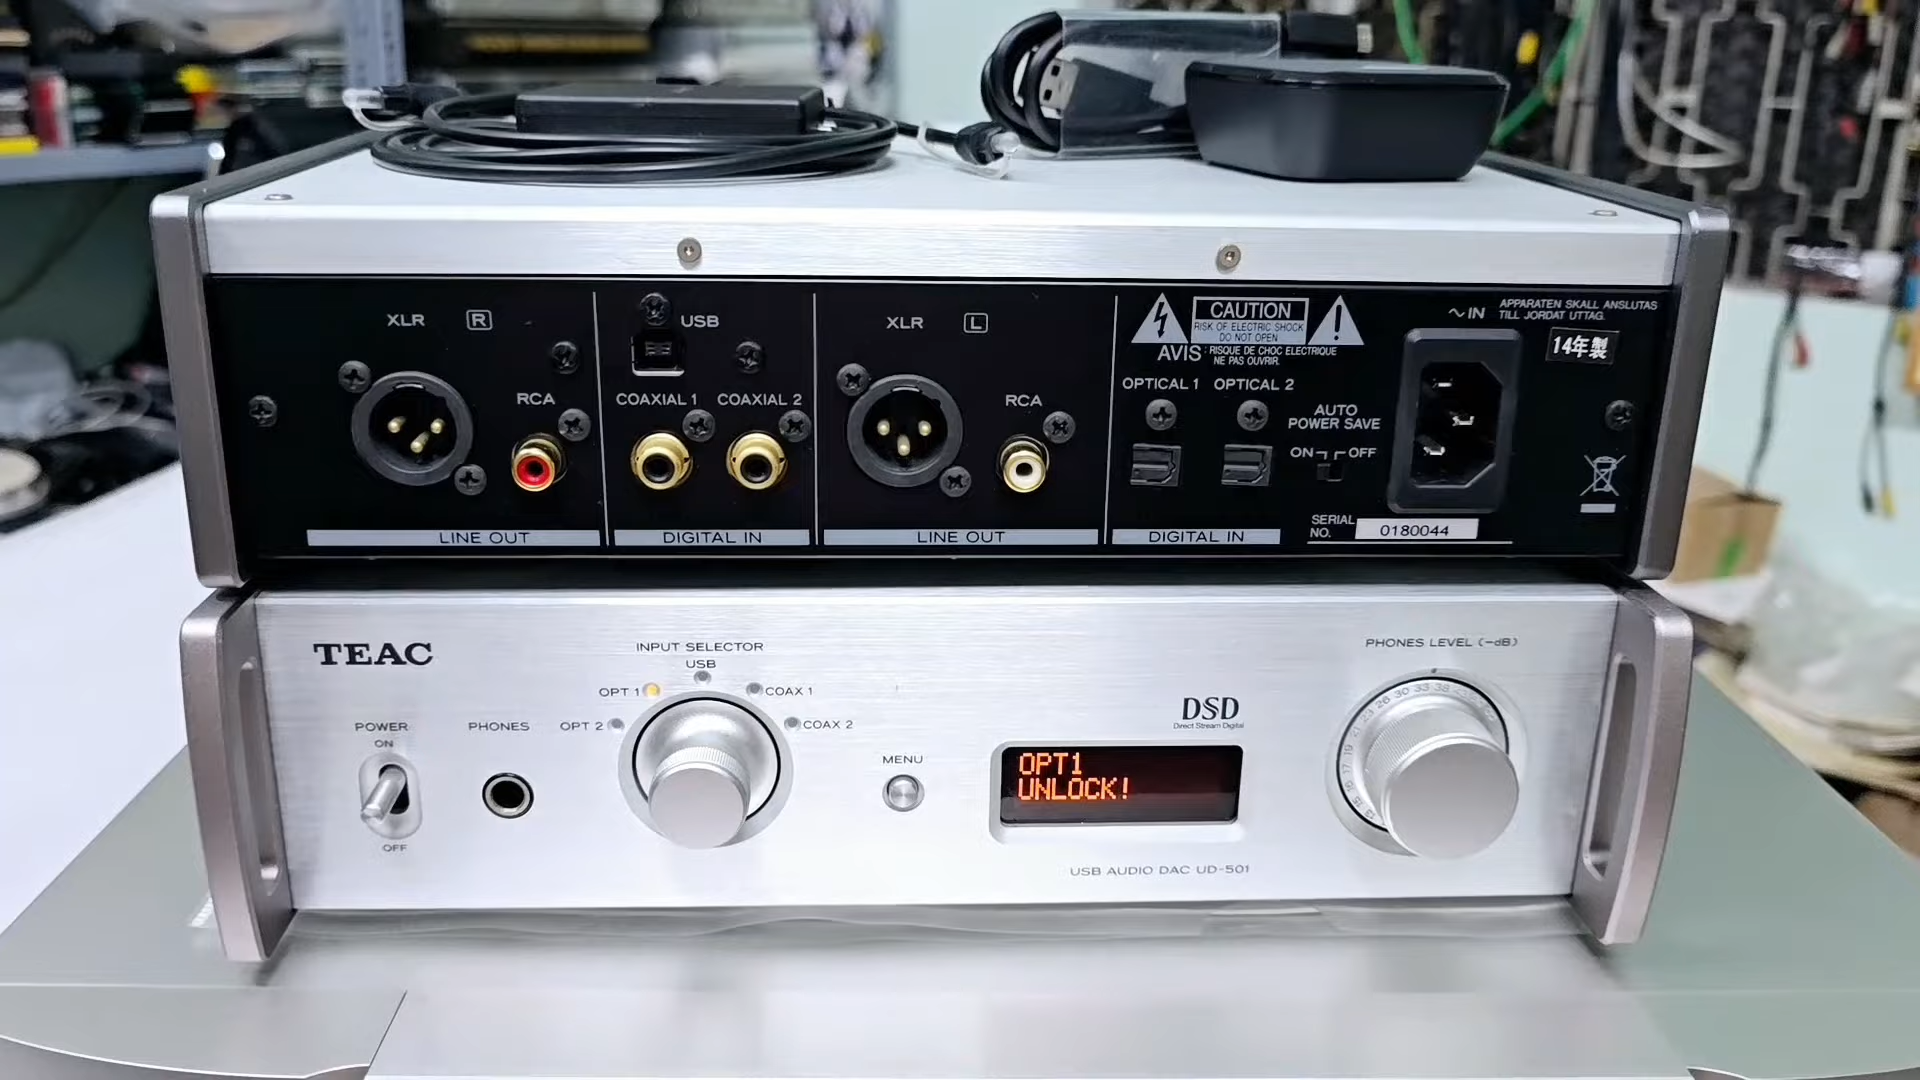 XLR R
USB
XLR L
CAUTION
RISK OF ELECTRIC SHOCK
DO NOT OPEN
AVIS : RISQUE DE CHOC ELECTRIQUE
NE PAS OUVRIR.
~IN
APPARATEN SKALL ANSLUTAS
TILL JORDAT UTTAG.
14年製
RCA
COAXIAL 1
COAXIAL 2
RCA
OPTICAL 1
OPTICAL 2
AUTO
POWER SAVE
ON OFF
LINE OUT
DIGITAL IN
LINE OUT
DIGITAL IN
SERIAL
NO.
0180044
TEAC
INPUT SELECTOR
USB
OPT 1
COAX 1
OPT 2
COAX 2
POWER
ON
OFF
PHONES
MENU
DSD
Direct Stream Digital
OPT1
UNLOCK!
USB AUDIO DAC UD-501
PHONES LEVEL (-dB)
26 30 33 38